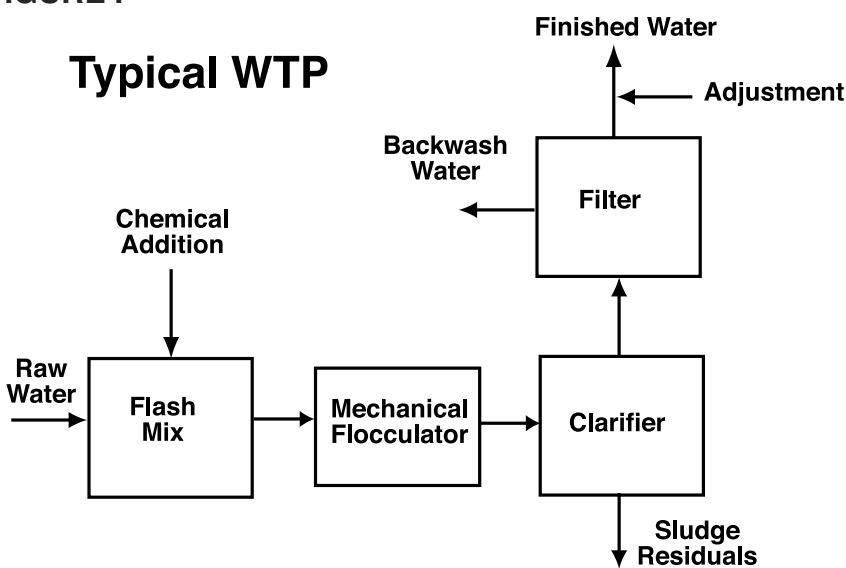 Typical WTP
Finished Water
Adjustment
Backwash
Water
Filter
Chemical
Addition
Raw
Water
Flash
Mix
Mechanical
Flocculator
Clarifier
Sludge
Residuals